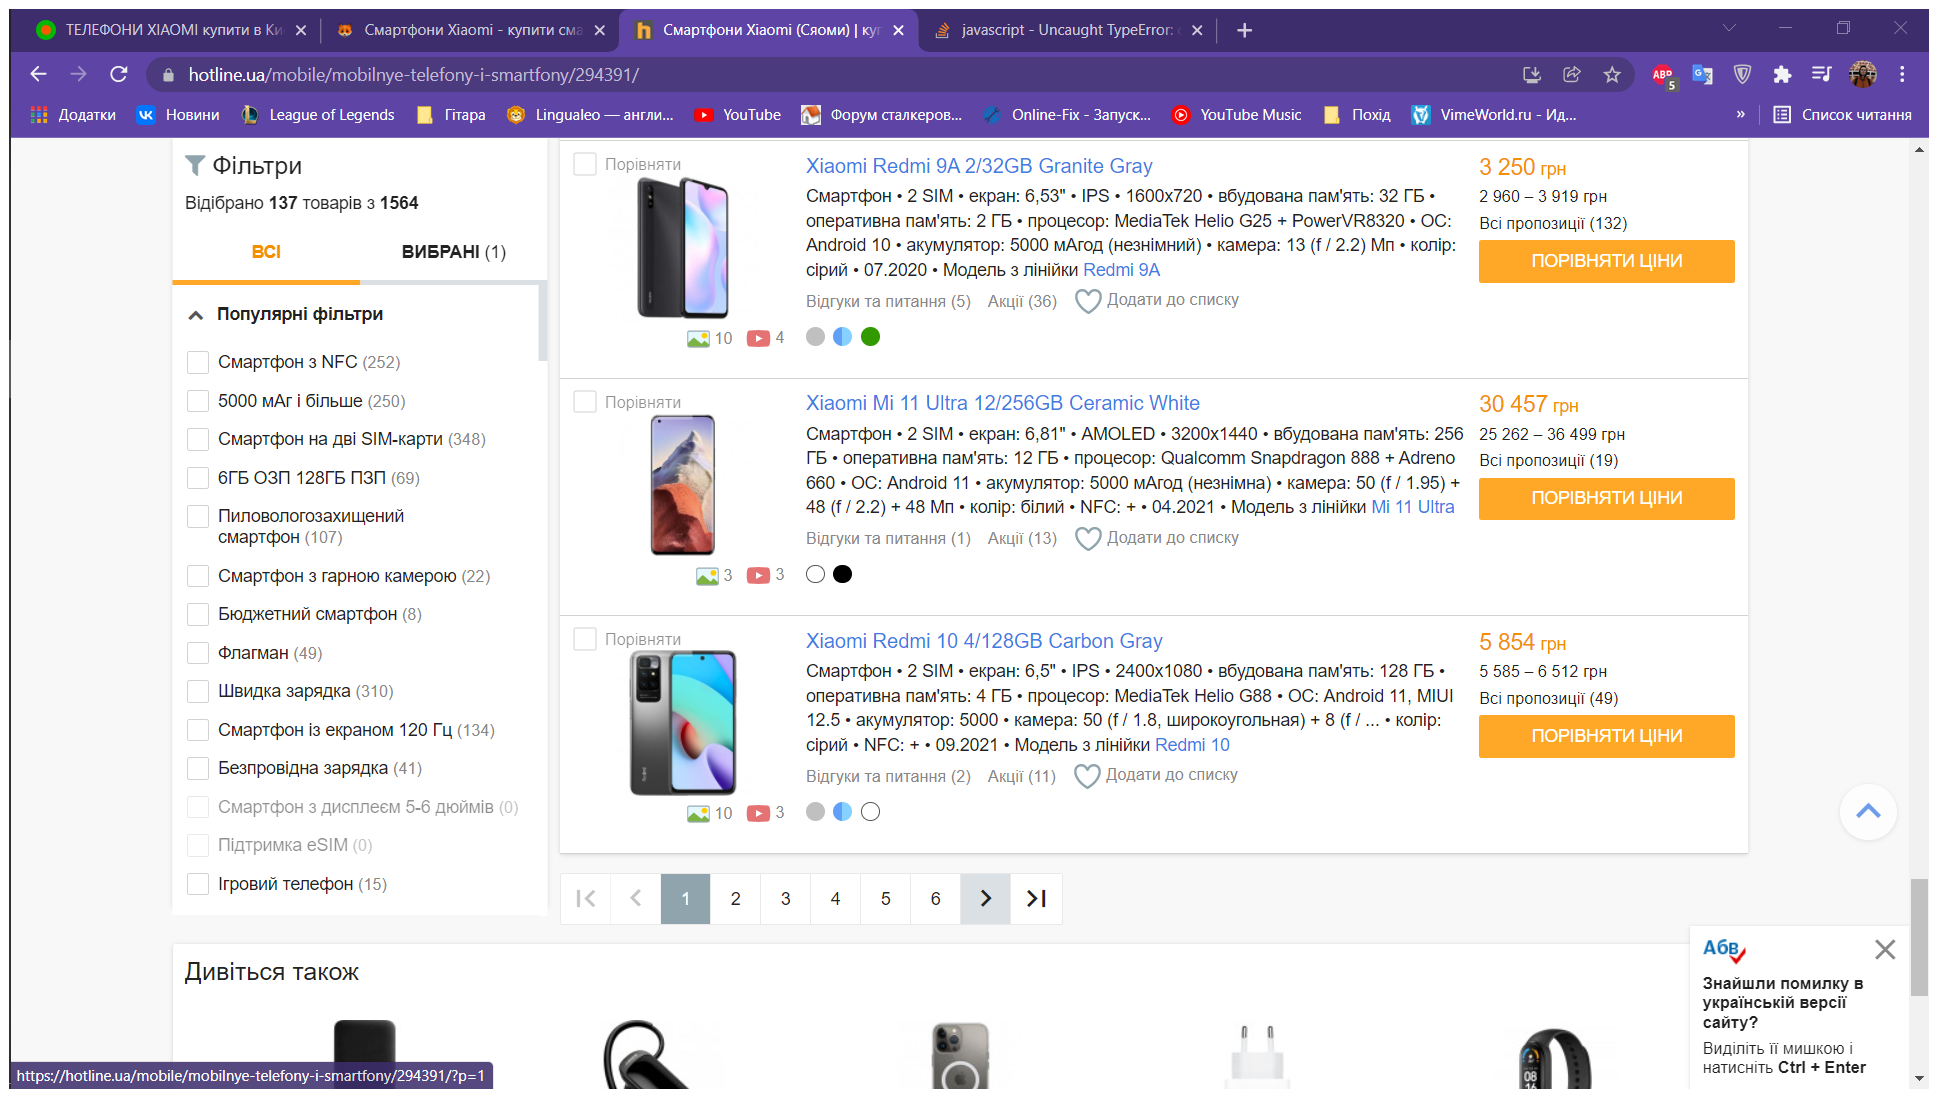 ТЕЛЕФОНИ XIAOMI купити в Ки
Смартфони Xiaomi - купити сма
Смартфони Xiaomi (Сяоми) | ку
javascript - Uncaught TypeError:
hotline.ua/mobile/mobilnye-telefony-i-smartfony/294391/
ABP
5
Додатки
Новини
League of Legends
Гітара
Lingualeo — англи...
YouTube
Форум сталкеров...
Online-Fix - Запуск...
YouTube Music
Похід
VimeWorld.ru - Ид...
»
Список читання
Фільтри
Відібрано 137 товарів з 1564
ВСІ
ВИБРАНІ (1)
Популярні фільтри
Смартфон з NFC (252)
5000 мАг і більше (250)
Смартфон на дві SIM-карти (348)
6ГБ ОЗП 128ГБ ПЗП (69)
Пиловологозахищений
смартфон (107)
Смартфон з гарною камерою (22)
Бюджетний смартфон (8)
Флагман (49)
Швидка зарядка (310)
Смартфон із екраном 120 Гц (134)
Безпровідна зарядка (41)
Смартфон з дисплеєм 5-6 дюймів (0)
Підтримка eSIM (0)
Ігровий телефон (15)
Порівняти
10 4
Xiaomi Redmi 9A 2/32GB Granite Gray
Смартфон • 2 SIM • екран: 6,53" • IPS • 1600x720 • вбудована пам'ять: 32 ГБ •
оперативна пам'ять: 2 ГБ • процесор: MediaTek Helio G25 + PowerVR8320 • ОС:
Android 10 • акумулятор: 5000 мАгод (незнімний) • камера: 13 (f / 2.2) Мп • колір:
сірий • 07.2020 • Модель з лінійки Redmi 9A
Відгуки та питання (5) Акції (36) Додати до списку
3 250 грн
2 960 – 3 919 грн
Всі пропозиції (132)
ПОРІВНЯТИ ЦІНИ
Порівняти
3 3
Xiaomi Mi 11 Ultra 12/256GB Ceramic White
Смартфон • 2 SIM • екран: 6,81" • AMOLED • 3200x1440 • вбудована пам'ять: 256
ГБ • оперативна пам'ять: 12 ГБ • процесор: Qualcomm Snapdragon 888 + Adreno
660 • ОС: Android 11 • акумулятор: 5000 мАгод (незнімна) • камера: 50 (f / 1.95) +
48 (f / 2.2) + 48 Мп • колір: білий • NFC: + • 04.2021 • Модель з лінійки Mi 11 Ultra
Відгуки та питання (1) Акції (13) Додати до списку
30 457 грн
25 262 – 36 499 грн
Всі пропозиції (19)
ПОРІВНЯТИ ЦІНИ
Порівняти
10 3
Xiaomi Redmi 10 4/128GB Carbon Gray
Смартфон • 2 SIM • екран: 6,5" • IPS • 2400x1080 • вбудована пам'ять: 128 ГБ •
оперативна пам'ять: 4 ГБ • процесор: MediaTek Helio G88 • ОС: Android 11, MIUI
12.5 • акумулятор: 5000 • камера: 50 (f / 1.8, широкоугольная) + 8 (f / ... • колір:
сірий • NFC: + • 09.2021 • Модель з лінійки Redmi 10
Відгуки та питання (2) Акції (11) Додати до списку
5 854 грн
5 585 – 6 512 грн
Всі пропозиції (49)
ПОРІВНЯТИ ЦІНИ
1 2 3 4 5 6
Дивіться також
Абв
Знайшли помилку в
українській версії
сайту?
Виділіть її мишкою і
натисніть Ctrl + Enter
08
16
https://hotline.ua/mobile/mobilnye-telefony-i-smartfony/294391/?p=1